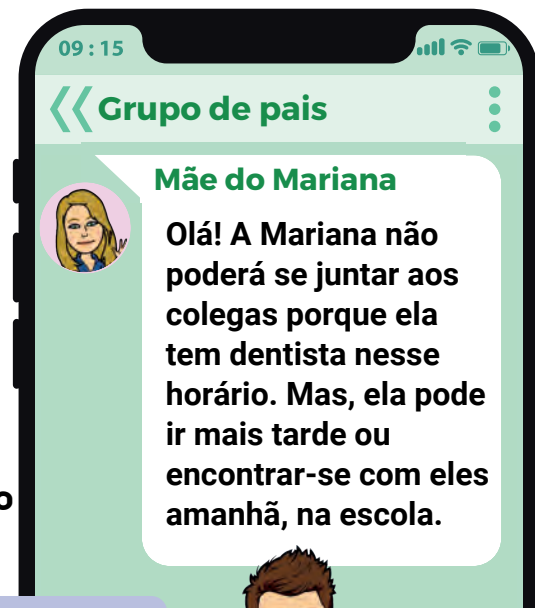 09:15
Grupo de pais
Mãe do Mariana
Olá! A Mariana não
poderá se juntar aos
colegas porque ela
tem dentista nesse
horário. Mas, ela pode
ir mais tarde ou
encontrar-se com eles
amanhã, na escola.
o